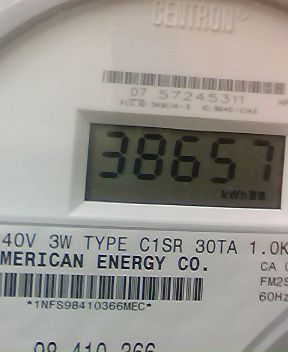 CENTRON®
07 57245311
38657
kWh
40V 3W TYPE C1SR 30TA 1.0K
MERICAN ENERGY CO.
CA
FM2S
60Hz
*1NFS98410366MEC*
98 410 366